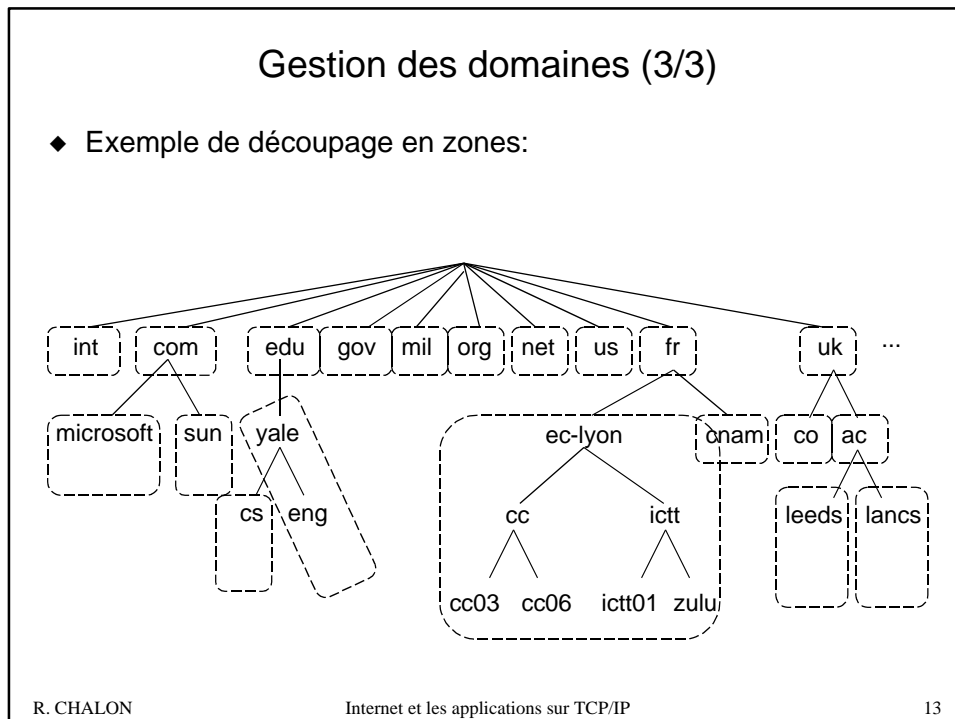 Gestion des domaines (3/3)
◆ Exemple de découpage en zones:
int com edu gov mil org net us fr uk ...
microsoft sun yale ec-lyon cnam co ac
cs eng cc ictt leeds lancs
cc03 cc06 ictt01 zulu
R. CHALON Internet et les applications sur TCP/IP 13